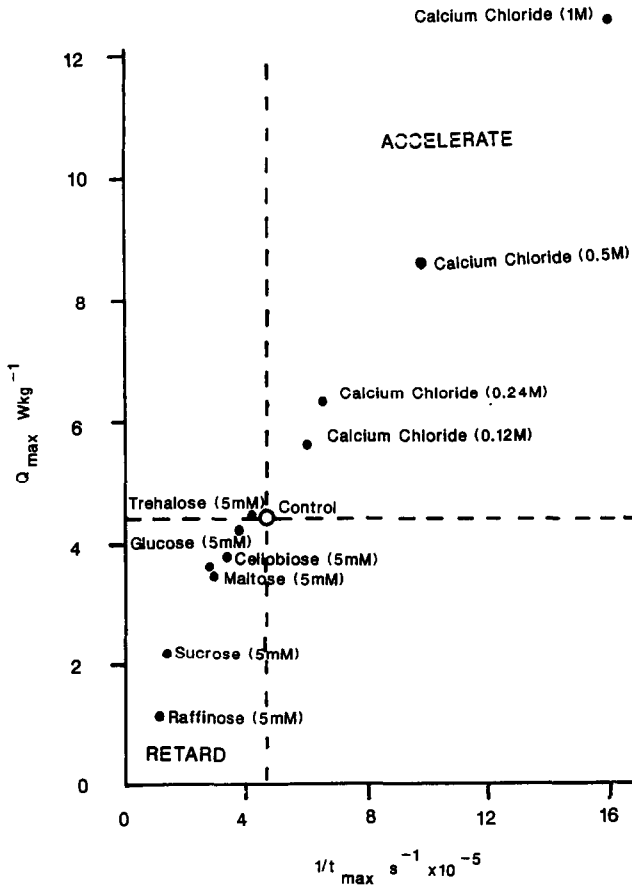 Calcium Chloride (1M)
12
ACCELERATE
10
Calcium Chloride (0.5M)
8
Calcium Chloride (0.24M)
6
Calcium Chloride (0.12M)
Q max Wkg⁻¹
Trehalose (5mM)
Control
Glucose (5mM)
4
Cellobiose (5mM)
Maltose (5mM)
2
Sucrose (5mM)
Raffinose (5mM)
RETARD
0
0 4 8 12 16
1/t max s⁻¹ x10⁻⁵